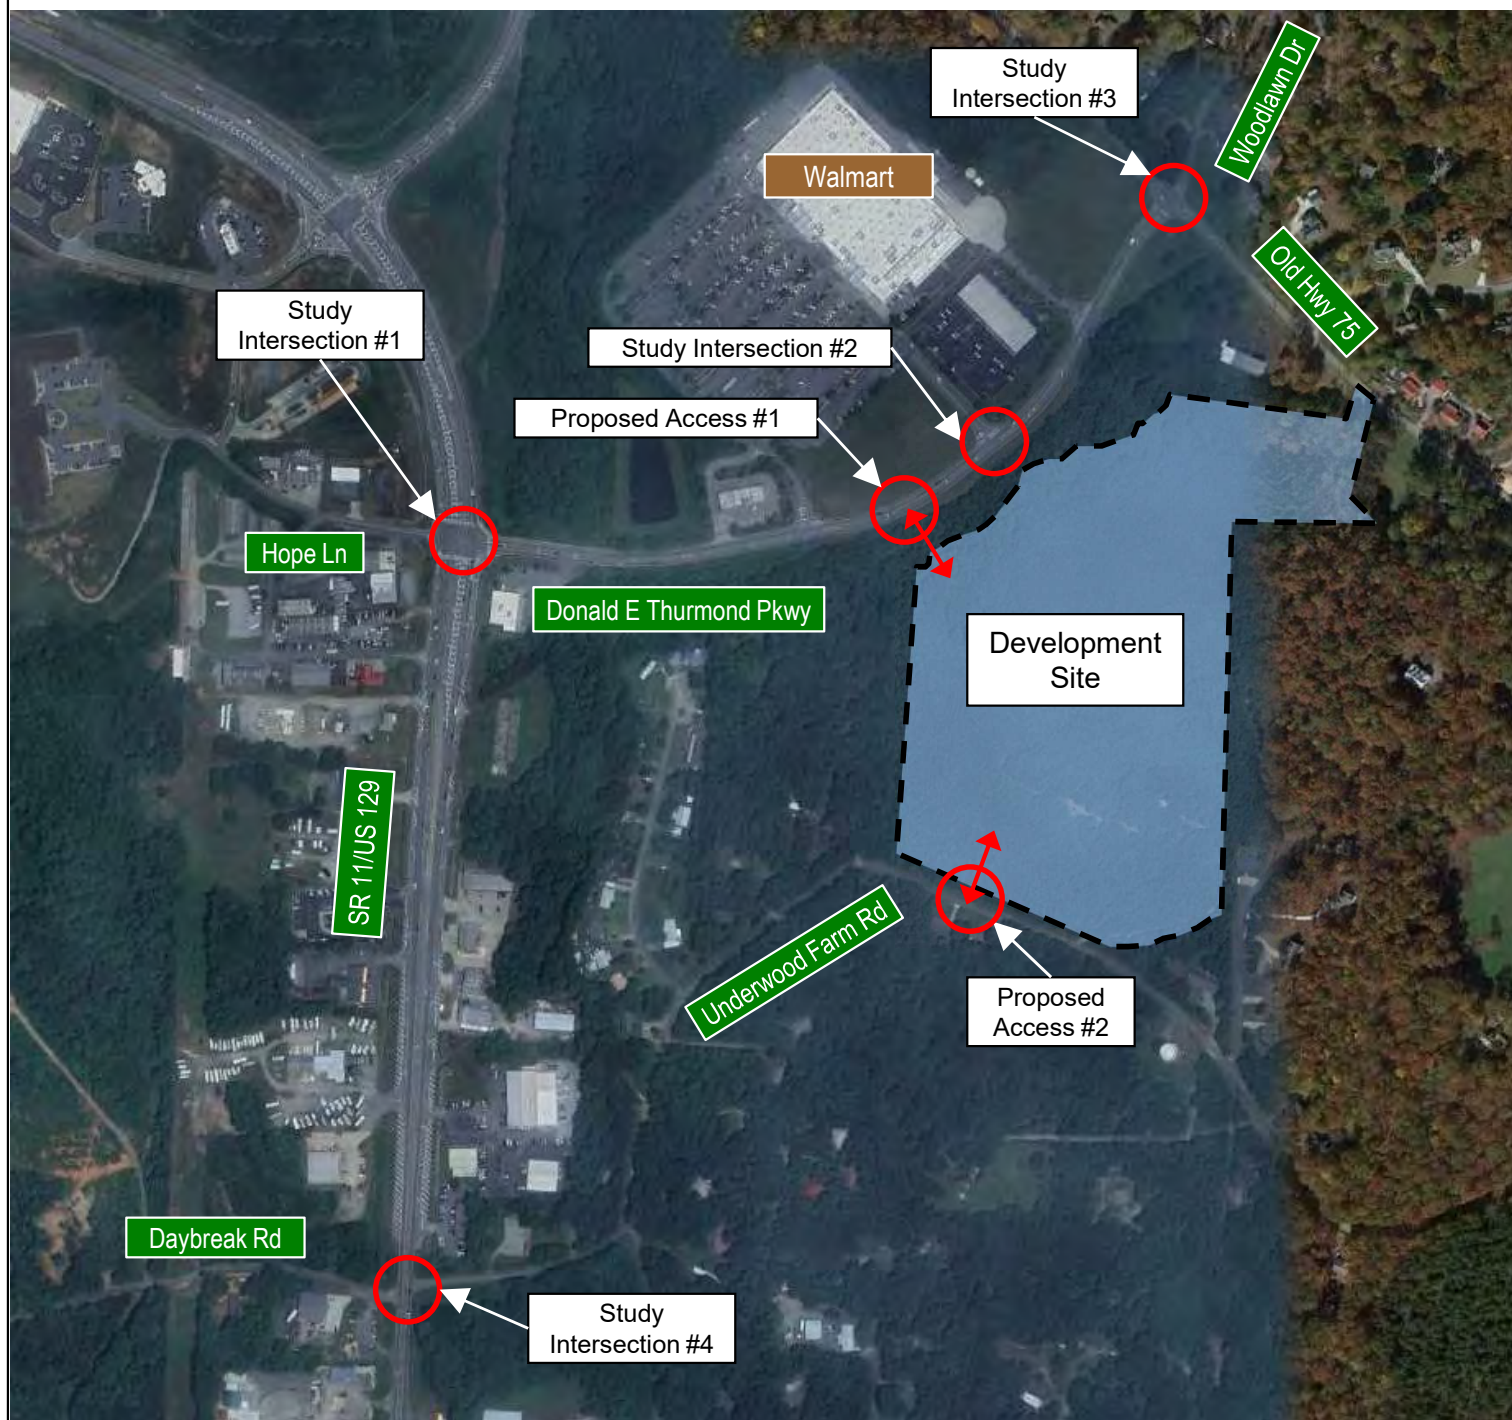 Study
Intersection #3
Woodlawn Dr
Walmart
Old Hwy 75
Study
Intersection #1
Study Intersection #2
Proposed Access #1
Hope Ln
Donald E Thurmond Pkwy
Development
Site
SR 11/US 129
Underwood Farm Rd
Proposed
Access #2
Daybreak Rd
Study
Intersection #4